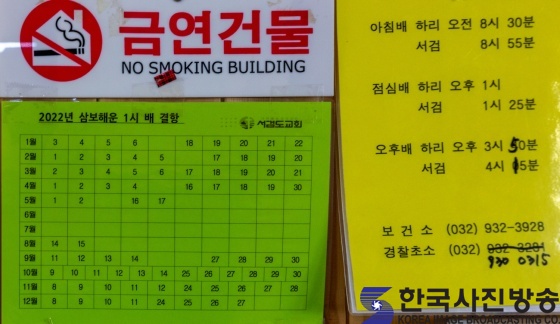 금연건물
NO SMOKING BUILDING
2022년 삼보해운 1시 배 결항 서검도교회
1월 3 4 5 6 18 19 20 21 22
2월 1 2 3 4 5 17 18 19 20
3월 2 3 4 5 6 16 17 18 19 20 21
4월 1 2 3 4 16 17 18 19 30
5월 1 2 16 17
6월
7월
8월 14 15
9월 11 12 13 14 27 28 29 30
10월 9 10 11 12 13 14 25 26 27 28 29 30
11월 8 9 10 11 12 13 24 25 26 27 28
12월 8 9 10 11 12 24 25 26 27 28
아침배 하리 오전 8시 30분
서검 8시 55분
점심배 하리 오후 1시
서검 1시 25분
오후배 하리 오후 3시 50분
서검 4시 15분
보건소 (032) 932-3928
경찰초소 (032) 932-3281
930 0315
한국사진방송
KOREA IMAGE BROADCASTING CO